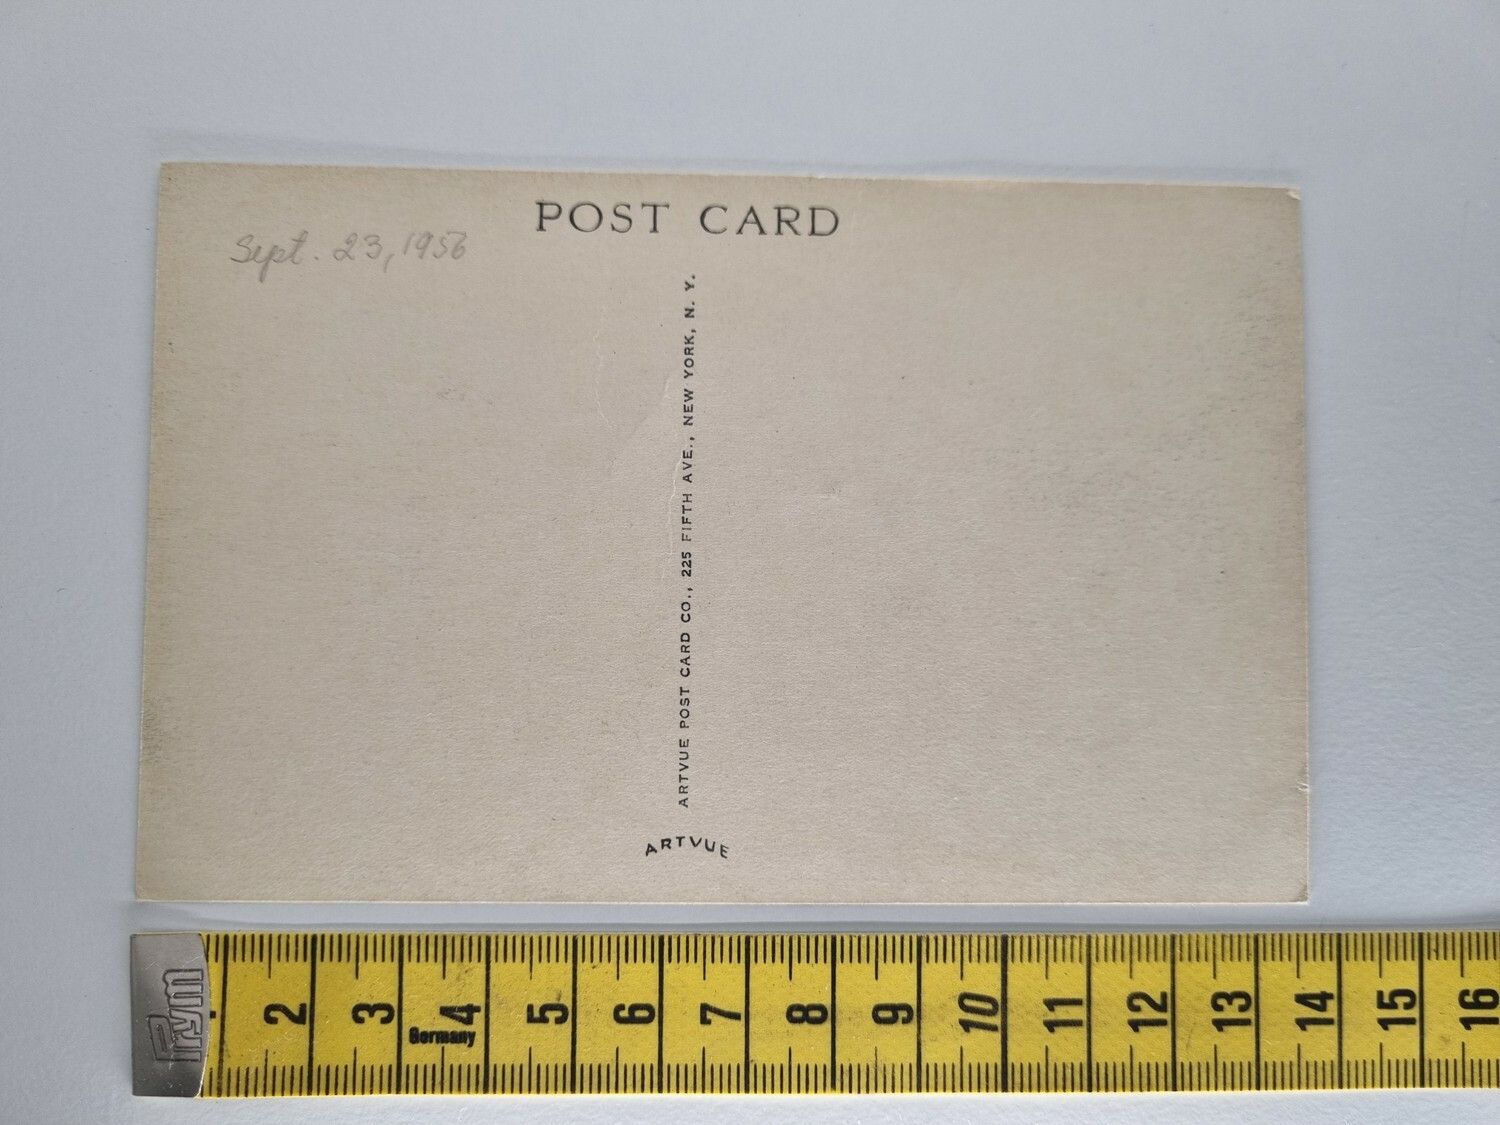 POST CARD
Sept. 23, 1956
ARTVUE POST CARD CO., 225 FIFTH AVE., NEW YORK, N. Y.
ARTVUE
Prym
2 3 4 5 6 7 8 9 10 11 12 13 14 15 16
Germany